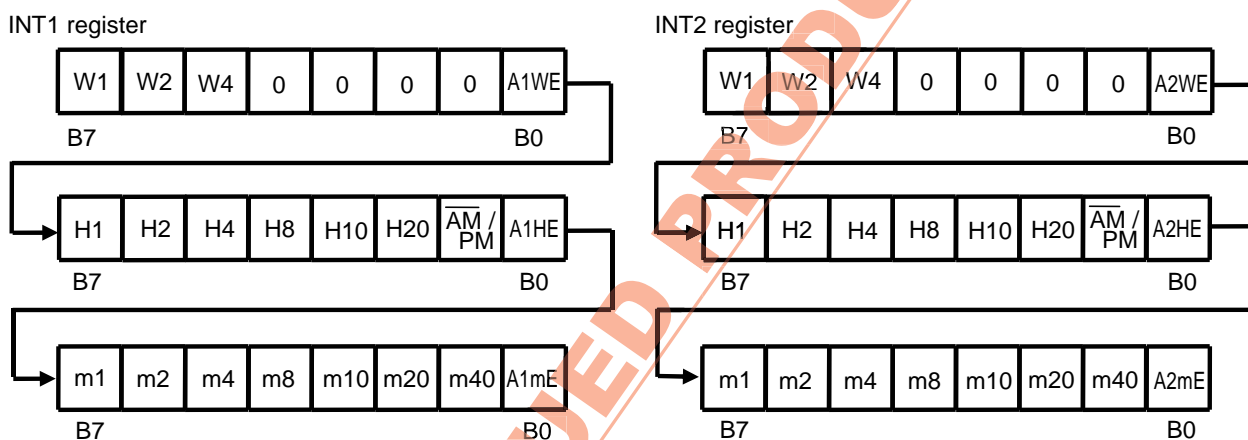 INT1 register
W1 W2 W4 0 0 0 0 A1WE
B7 B0
H1 H2 H4 H8 H10 H20 AM / PM A1HE
B7 B0
m1 m2 m4 m8 m10 m20 m40 A1mE
B7 B0
INT2 register
W1 W2 W4 0 0 0 0 A2WE
B7 B0
H1 H2 H4 H8 H10 H20 AM / PM A2HE
B7 B0
m1 m2 m4 m8 m10 m20 m40 A2mE
B7 B0